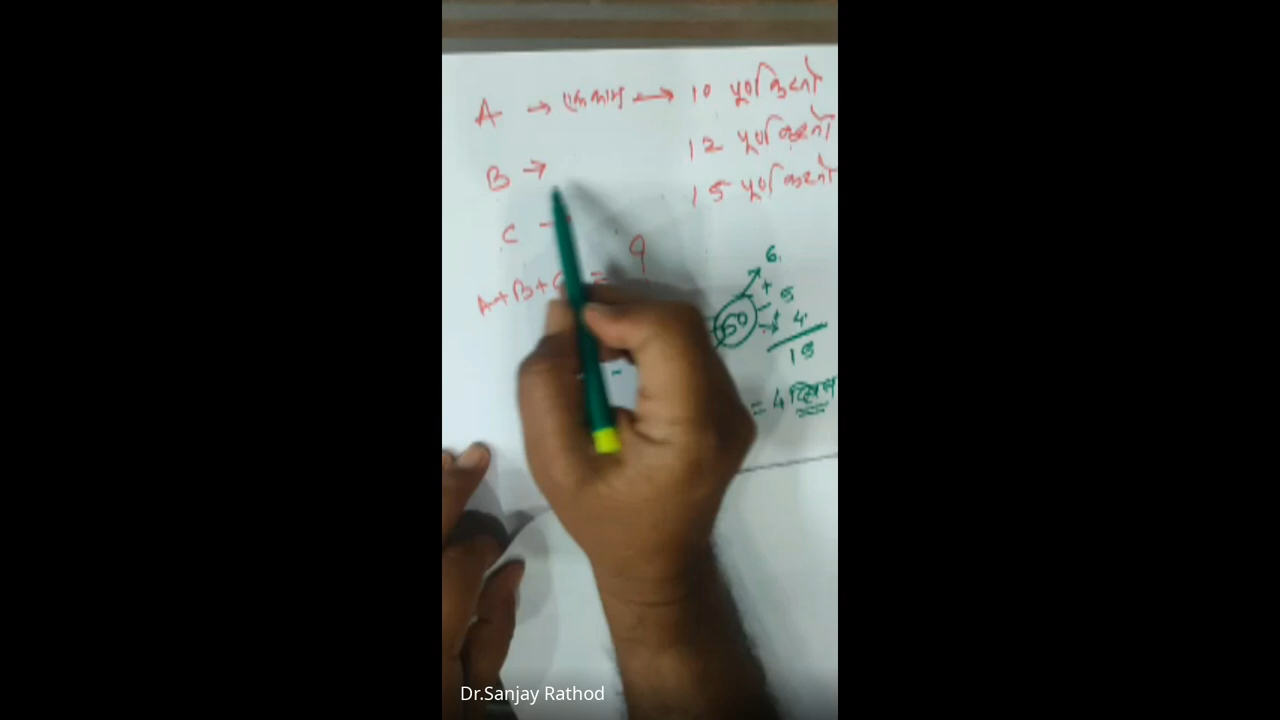 A → एक काम → 10 पूर्ण करतो
B → 12 पूर्ण करतो
C → 15 पूर्ण करतो
A+B+C = ?
60
6
+ 5
+ 4
15
= 4 दिवस
Dr.Sanjay Rathod